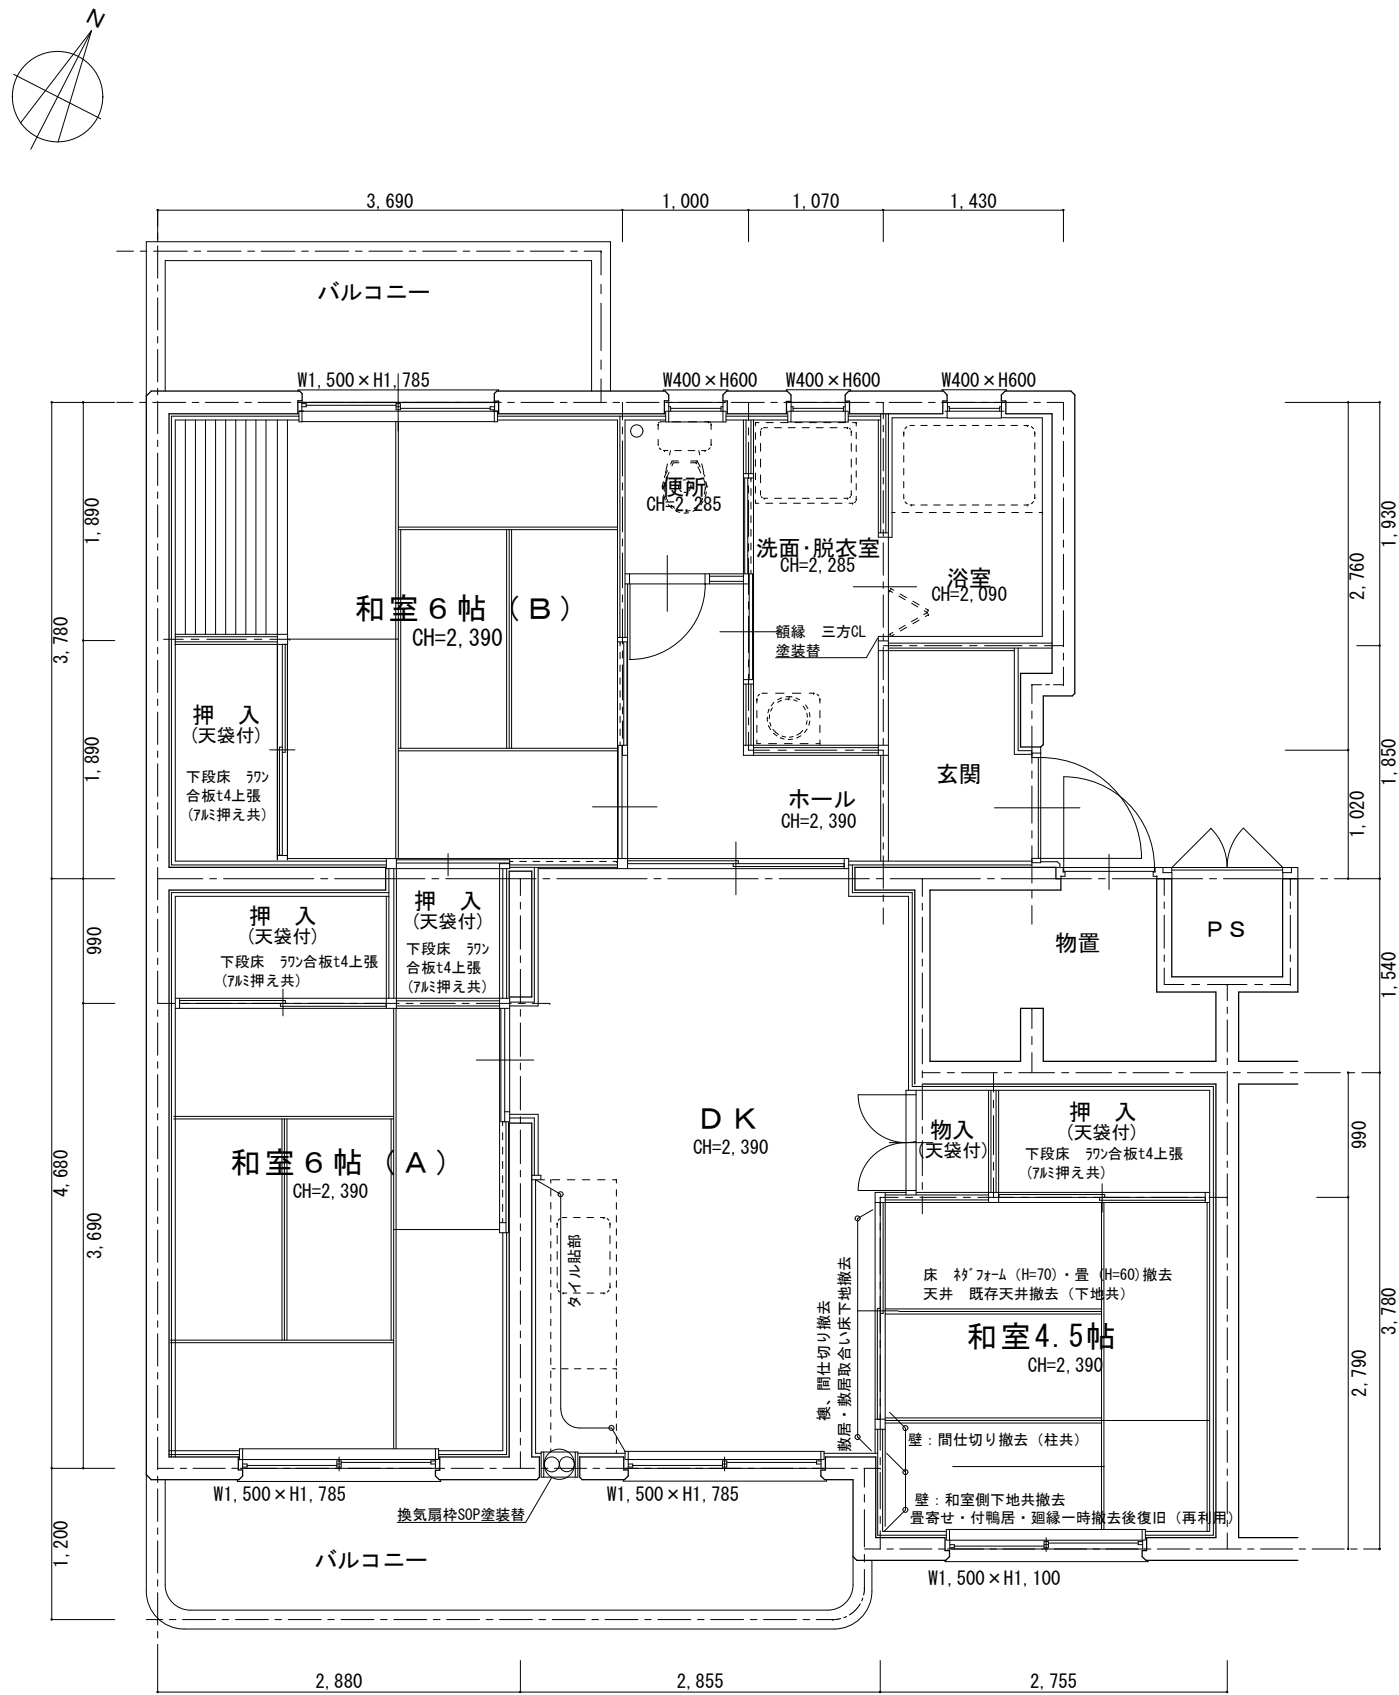 N
3,690
1,000
1,070
1,430
バルコニー
W1,500×H1,785
W400×H600
W400×H600
W400×H600
便所
CH=2,285
洗面・脱衣室
CH=2,285
浴室
CH=2,090
和室６帖（Ｂ）
CH=2,390
額縁　三方CL
塗装替
1,890
3,780
1,890
1,930
2,760
1,850
1,020
押　入
(天袋付)
下段床　ﾗﾜﾝ
合板t4上張
(ｱﾙﾐ押え共)
ホール
CH=2,390
玄関
押　入
(天袋付)
下段床　ﾗﾜﾝ合板t4上張
(ｱﾙﾐ押え共)
押　入
(天袋付)
下段床　ﾗﾜﾝ
合板t4上張
(ｱﾙﾐ押え共)
物置
ＰＳ
990
1,540
和室６帖（Ａ）
CH=2,390
ＤＫ
CH=2,390
物入
(天袋付)
押　入
(天袋付)
下段床　ﾗﾜﾝ合板t4上張
(ｱﾙﾐ押え共)
4,680
3,690
990
3,780
2,790
タイル貼部
襖、間仕切り撤去
敷居・敷居取合い床下地撤去
床　ﾈﾀﾞﾌｫｰﾑ（H=70）・畳（H=60）撤去
天井　既存天井撤去（下地共）
和室4.5帖
CH=2,390
壁：間仕切り撤去（柱共）
壁：和室側下地共撤去
畳寄せ・付鴨居・廻縁一時撤去後復旧（再利用）
W1,500×H1,785
換気扇枠SOP塗装替
W1,500×H1,785
W1,500×H1,100
1,200
バルコニー
2,880
2,855
2,755